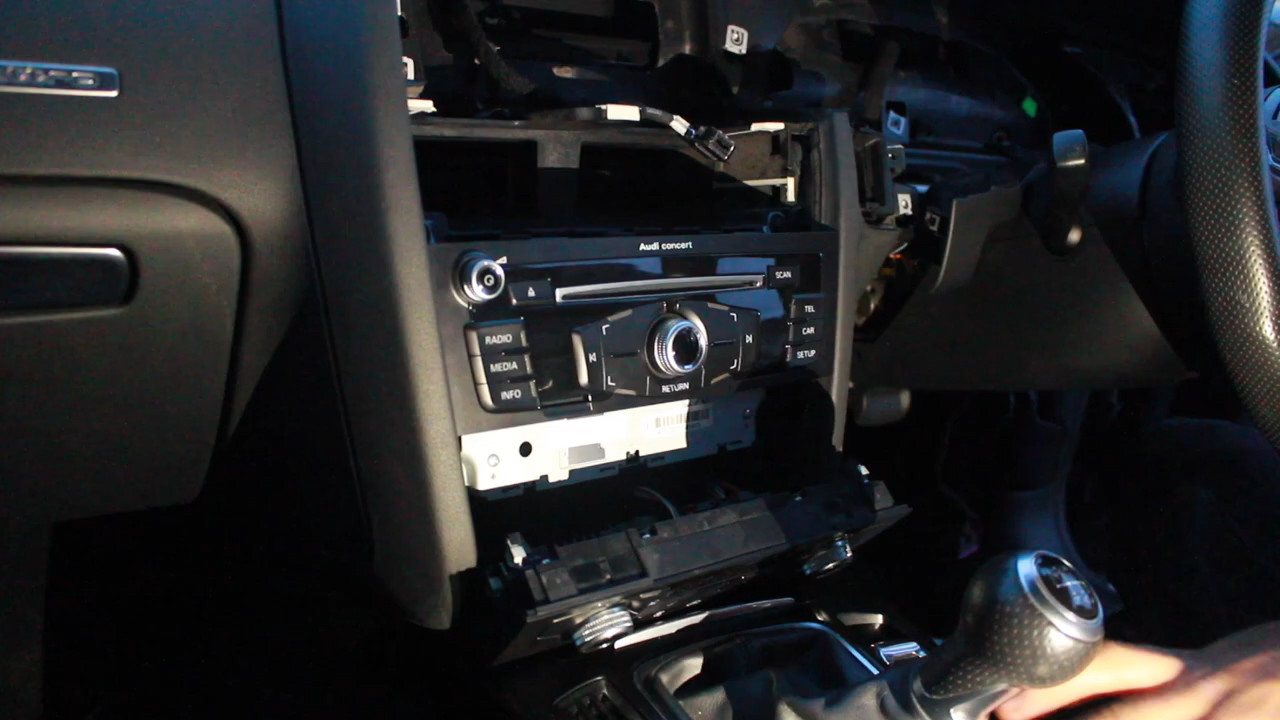 Audi concert
SCAN
TEL
RADIO
CAR
MEDIA
SETUP
RETURN
INFO